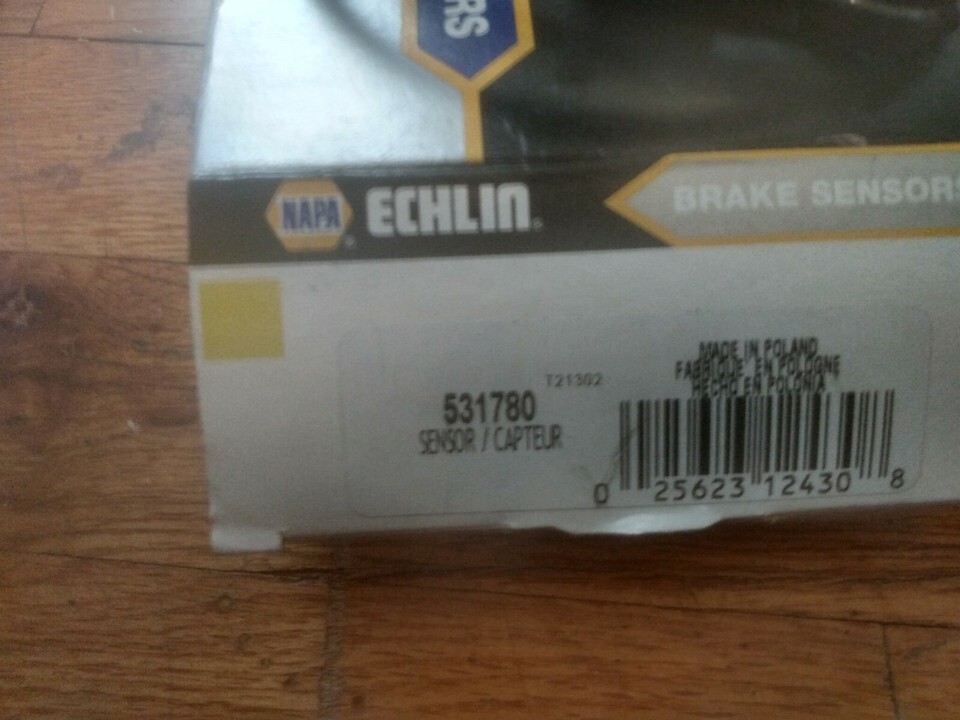 RS
NAPA ECHLIN
BRAKE SENSORS
T21302
531780
SENSOR / CAPTEUR
MADE IN POLAND
FABRIQUE EN POLOGNE
HECHO EN POLONIA
0 25623 12430 8